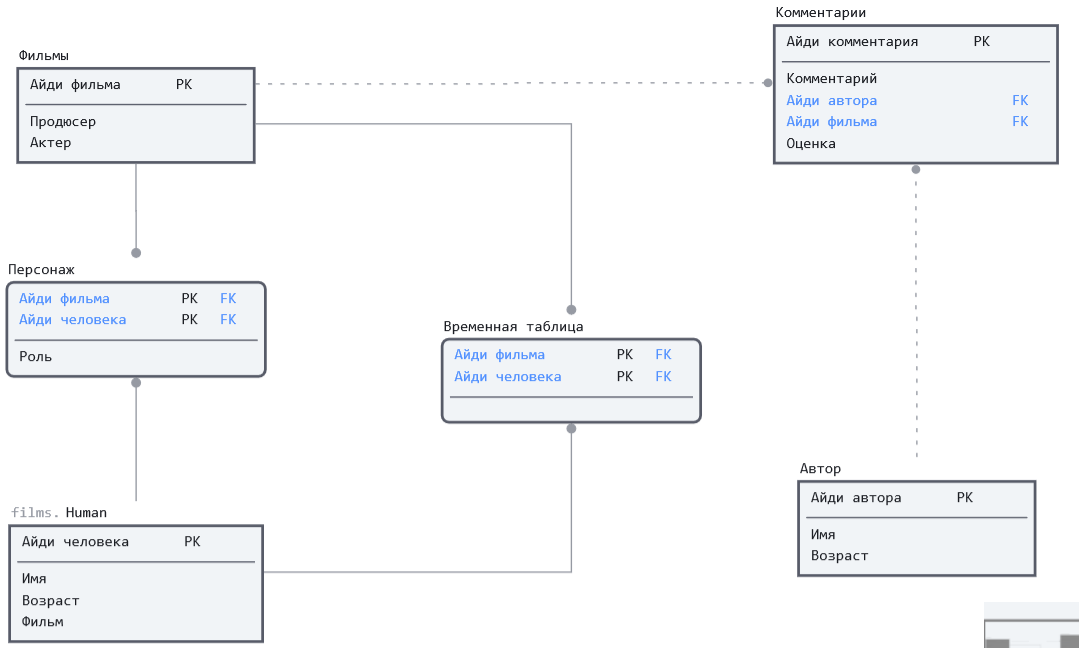 Фильмы
Айди фильма PK
Продюсер
Актер
Комментарии
Айди комментария PK
Комментарий
Айди автора FK
Айди фильма FK
Оценка
Персонаж
Айди фильма PK FK
Айди человека PK FK
Роль
Временная таблица
Айди фильма PK FK
Айди человека PK FK
films. Human
Айди человека PK
Имя
Возраст
Фильм
Автор
Айди автора PK
Имя
Возраст